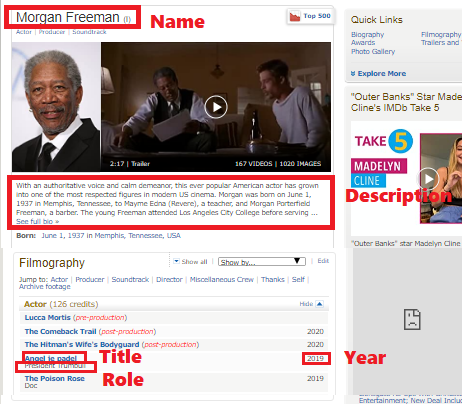 Morgan Freeman (I)
Name
Top 500
Actor | Producer | Soundtrack
2:17 | Trailer
167 VIDEOS | 1020 IMAGES
With an authoritative voice and calm demeanor, this ever popular American actor has grown
into one of the most respected figures in modern US cinema. Morgan was born on June 1,
1937 in Memphis, Tennessee, to Mayme Edna (Revere), a teacher, and Morgan Porterfield
Freeman, a barber. The young Freeman attended Los Angeles City College before serving ...
See full bio »
Description
Born: June 1, 1937 in Memphis, Tennessee, USA
Filmography
Show all | Show by... | Edit
Jump to: Actor | Producer | Soundtrack | Director | Miscellaneous Crew | Thanks | Self |
Archive footage
Actor (126 credits)
Hide
Lucca Mortis (pre-production)
The Comeback Trail (post-production) 2020
The Hitman's Wife's Bodyguard (post-production) 2020
Angel je padel 2019
Title
Year
President Trumbull
Role
The Poison Rose 2019
Doc
Quick Links
Biography
Filmography
Awards
Trailers and
Photo Gallery
Explore More
"Outer Banks" Star Madel
Cline's IMDb Take 5
TAKE 5
MADELYN
CLINE
"Outer Banks" star Madelyn Cline
Entertainment; New Deal Includ